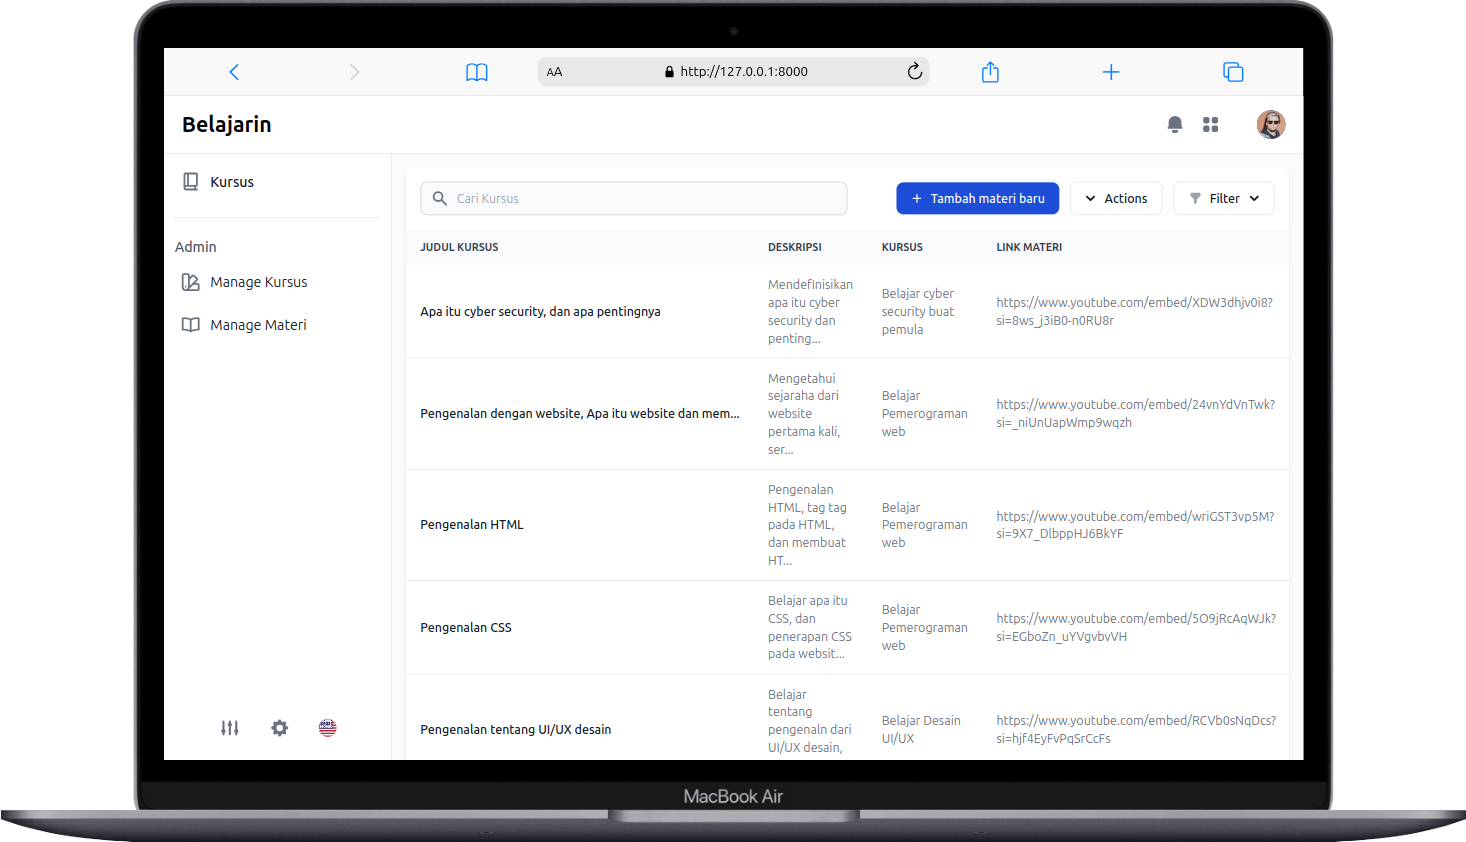 AA http://127.0.0.1:8000
Belajarin
Kursus
Admin
Manage Kursus
Manage Materi
Cari Kursus
+ Tambah materi baru
Actions
Filter
JUDUL KURSUS DESKRIPSI KURSUS LINK MATERI
Apa itu cyber security, dan apa pentingnya
Mendefinisikan
apa itu cyber
security dan
penting...
Belajar cyber
security buat
pemula
https://www.youtube.com/embed/XDW3dhjv0i8?
si=8ws_j3iB0-n0RU8r
Pengenalan dengan website, Apa itu website dan mem...
Mengetahui
sejaraha dari
website
pertama kali,
ser...
Belajar
Pemerograman
web
https://www.youtube.com/embed/24vnYdVnTwk?
si=_niUnUapWmp9wqzh
Pengenalan HTML
Pengenalan
HTML, tag tag
pada HTML,
dan membuat
HT...
Belajar
Pemerograman
web
https://www.youtube.com/embed/wriGST3vp5M?
si=9X7_DlbppHJ6BkYF
Pengenalan CSS
Belajar apa itu
CSS, dan
penerapan CSS
pada websit...
Belajar
Pemerograman
web
https://www.youtube.com/embed/5O9jRcAqWJk?
si=EGboZn_uYVgvbvVH
Pengenalan tentang UI/UX desain
Belajar
tentang
pengenaln dari
UI/UX desain,
Belajar Desain
UI/UX
https://www.youtube.com/embed/RCVb0sNqDcs?
si=hjf4EyFvPqSrCcFs
MacBook Air